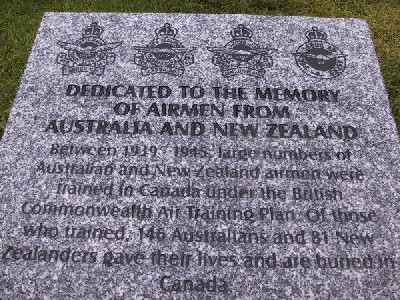 DEDICATED TO THE MEMORY
OF AIRMEN FROM
AUSTRALIA AND NEW ZEALAND
Between 1939 - 1945, large numbers of
Australian and New Zealand airmen were
trained in Canada under the British
Commonwealth Air Training Plan. Of those
who trained, 146 Australians and 81 New
Zealanders gave their lives and are buried in
Canada.